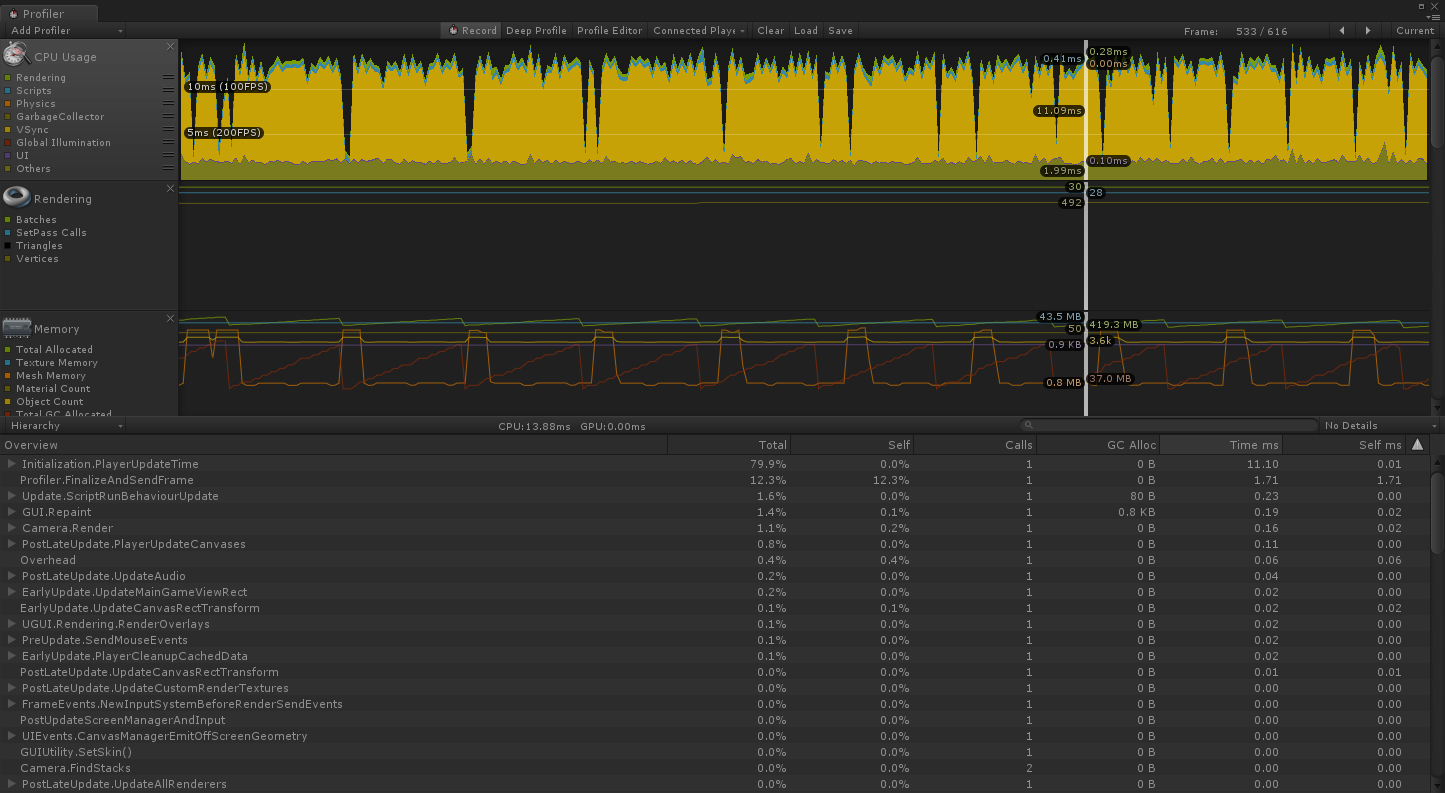 Profiler
Add Profiler Record Deep Profile Profile Editor Connected Playe Clear Load Save Frame: 533 / 616 Current
CPU Usage
Rendering
Scripts
Physics
GarbageCollector
VSync
Global Illumination
UI
Others
10ms (100FPS)
5ms (200FPS)
0.41ms
0.28ms
0.00ms
11.09ms
0.10ms
1.99ms
Rendering
Batches
SetPass Calls
Triangles
Vertices
30
28
492
Memory
Total Allocated
Texture Memory
Mesh Memory
Material Count
Object Count
Total GC Allocated
43.5 MB
419.3 MB
50
3.6k
0.9 KB
37.0 MB
0.8 MB
Hierarchy CPU:13.88ms GPU:0.00ms No Details
Overview Total Self Calls GC Alloc Time ms Self ms
Initialization.PlayerUpdateTime 79.9% 0.0% 1 0 B 11.10 0.01
Profiler.FinalizeAndSendFrame 12.3% 12.3% 1 0 B 1.71 1.71
Update.ScriptRunBehaviourUpdate 1.6% 0.0% 1 80 B 0.23 0.00
GUI.Repaint 1.4% 0.1% 1 0.8 KB 0.19 0.02
Camera.Render 1.1% 0.2% 1 0 B 0.16 0.02
PostLateUpdate.PlayerUpdateCanvases 0.8% 0.0% 1 0 B 0.11 0.00
Overhead 0.4% 0.4% 1 0 B 0.06 0.06
PostLateUpdate.UpdateAudio 0.2% 0.0% 1 0 B 0.04 0.00
EarlyUpdate.UpdateMainGameViewRect 0.2% 0.0% 1 0 B 0.02 0.00
EarlyUpdate.UpdateCanvasRectTransform 0.1% 0.1% 1 0 B 0.02 0.02
UGUI.Rendering.RenderOverlays 0.1% 0.0% 1 0 B 0.02 0.00
PreUpdate.SendMouseEvents 0.1% 0.0% 1 0 B 0.02 0.00
EarlyUpdate.PlayerCleanupCachedData 0.1% 0.0% 1 0 B 0.02 0.00
PostLateUpdate.UpdateCanvasRectTransform 0.0% 0.0% 1 0 B 0.01 0.01
PostLateUpdate.UpdateCustomRenderTextures 0.0% 0.0% 1 0 B 0.00 0.00
FrameEvents.NewInputSystemBeforeRenderSendEvents 0.0% 0.0% 1 0 B 0.00 0.00
PostUpdateScreenManagerAndInput 0.0% 0.0% 1 0 B 0.00 0.00
UIEvents.CanvasManagerEmitOffScreenGeometry 0.0% 0.0% 1 0 B 0.00 0.00
GUIUtility.SetSkin() 0.0% 0.0% 1 0 B 0.00 0.00
Camera.FindStacks 0.0% 0.0% 2 0 B 0.00 0.00
PostLateUpdate.UpdateAllRenderers 0.0% 0.0% 1 0 B 0.00 0.00